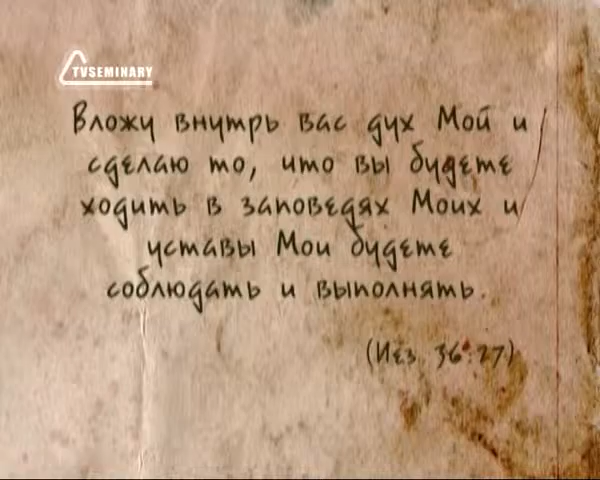 TVSEMINARY
Вложу внутрь вас дух Мой и
сделаю то, что вы будете
ходить в заповедях Моих и
уставы Мои будете
соблюдать и выполнять.
(Иез. 36:27)